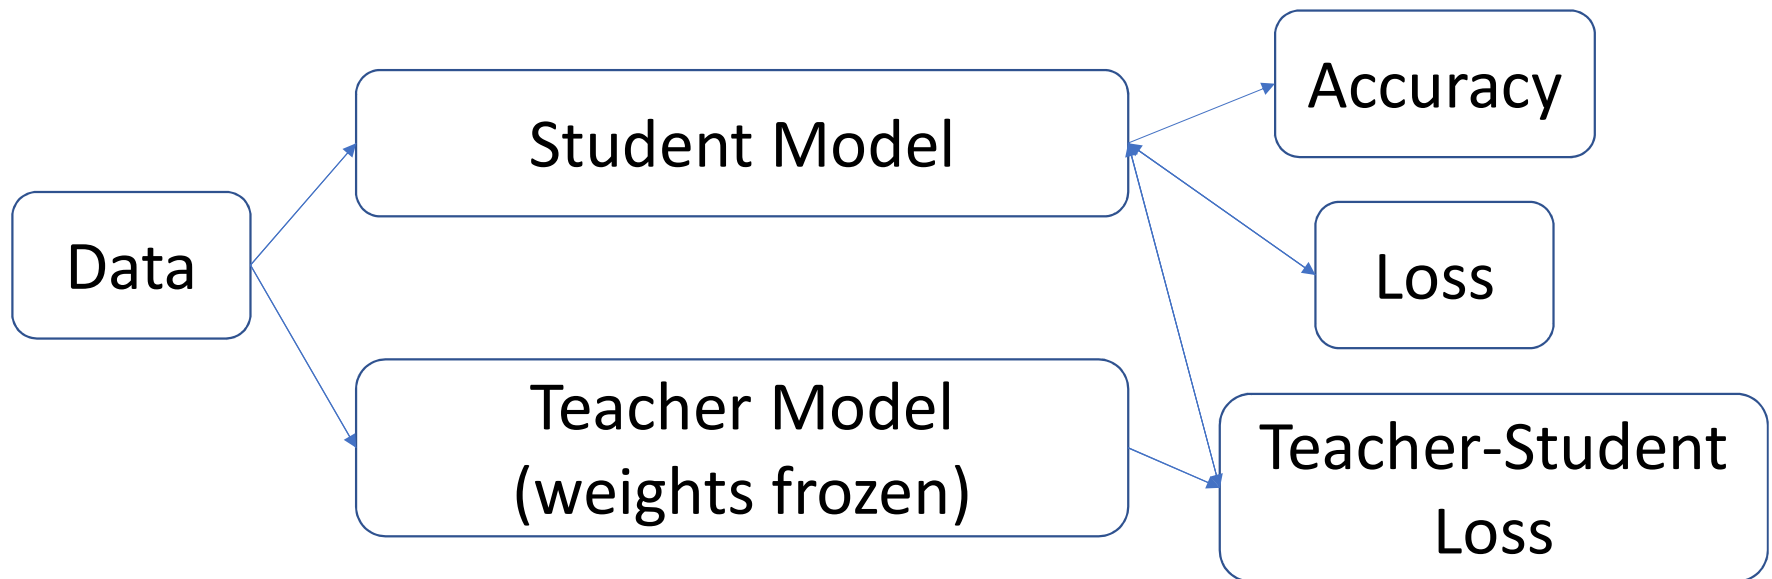 Data
Student Model
Teacher Model
(weights frozen)
Accuracy
Loss
Teacher-Student
Loss